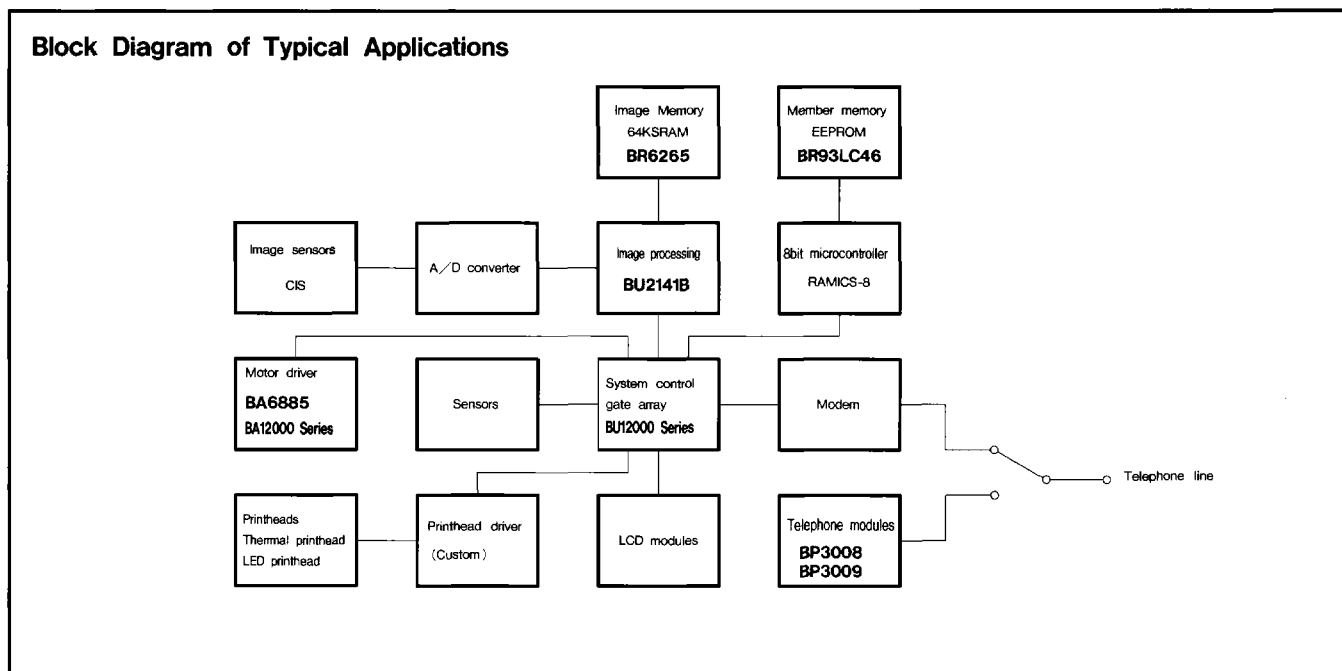 Block Diagram of Typical Applications
Image Memory
64KSRAM
BR6265
Member memory
EEPROM
BR93LC46
Image sensors
CIS
A/D converter
Image processing
BU2141B
8bit microcontroller
RAMICS-8
Motor driver
BA6885
BA12000 Series
Sensors
System control
gate array
BU12000 Series
Modem
Telephone line
Printheads
Thermal printhead
LED printhead
Printhead driver
(Custom)
LCD modules
Telephone modules
BP3008
BP3009